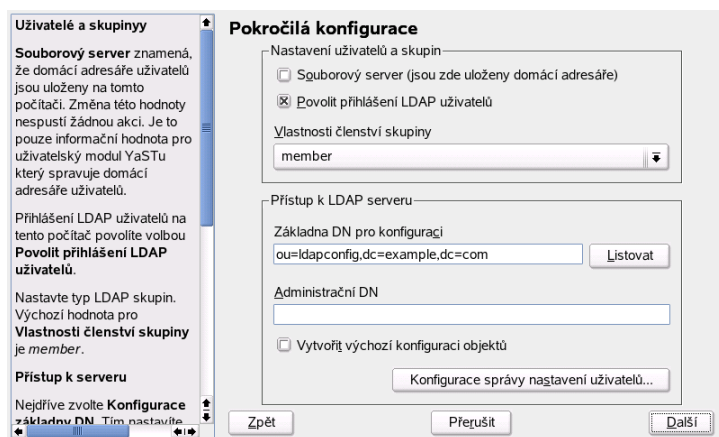 Uživatelé a skupinyy
Souborový server znamená,
že domácí adresáře uživatelů
jsou uloženy na tomto
počítači. Změna této hodnoty
nespustí žádnou akci. Je to
pouze informační hodnota pro
uživatelský modul YaSTu
který spravuje domácí
adresáře uživatelů.
Přihlášení LDAP uživatelů na
tento počítač povolíte volbou
Povolit přihlášení LDAP
uživatelů.
Nastavte typ LDAP skupin.
Výchozí hodnota pro
Vlastnosti členství skupiny
je member.
Přístup k serveru
Nejdříve zvolte Konfigurace
základny DN. Tím nastavíte
Pokročilá konfigurace
Nastavení uživatelů a skupin
Souborový server (jsou zde uloženy domácí adresáře)
Povolit přihlášení LDAP uživatelů
Vlastnosti členství skupiny
member
Přístup k LDAP serveru
Základna DN pro konfiguraci
ou=ldapconfig,dc=example,dc=com
Listovat
Administrační DN
Vytvořit výchozí konfiguraci objektů
Konfigurace správy nastavení uživatelů...
Zpět
Přerušit
Další